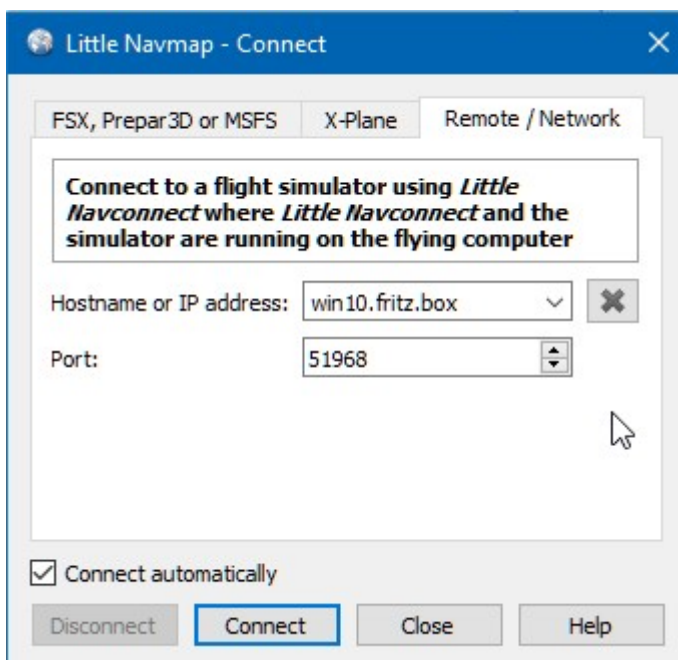 Little Navmap - Connect
FSX, Prepar3D or MSFS
X-Plane
Remote / Network
Connect to a flight simulator using Little
Navconnect where Little Navconnect and the
simulator are running on the flying computer
Hostname or IP address: win10.fritz.box
Port: 51968
Connect automatically
Disconnect
Connect
Close
Help